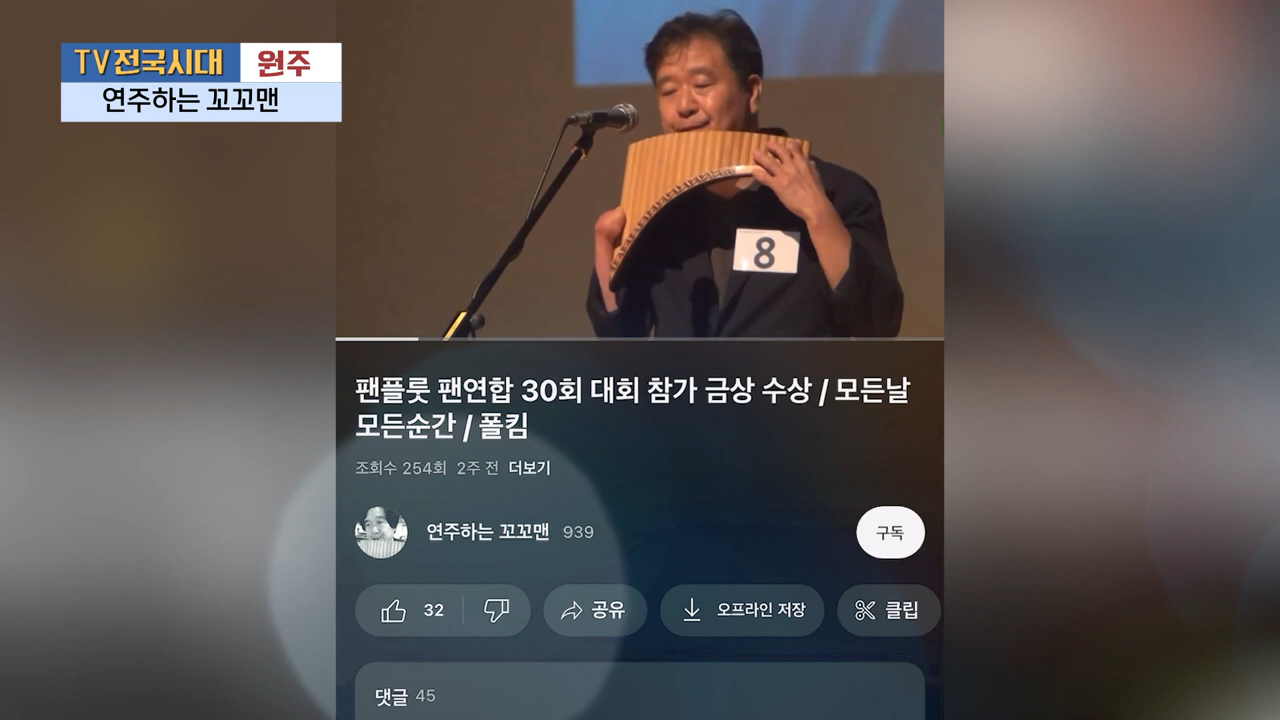 TV전국시대 원주
연주하는 꼬꼬맨
8
팬플룻 팬연합 30회 대회 참가 금상 수상 / 모든날
모든순간 / 폴킴
조회수 254회 2주 전 더보기
연주하는 꼬꼬맨 939
구독
32
공유
오프라인 저장
클립
댓글 45